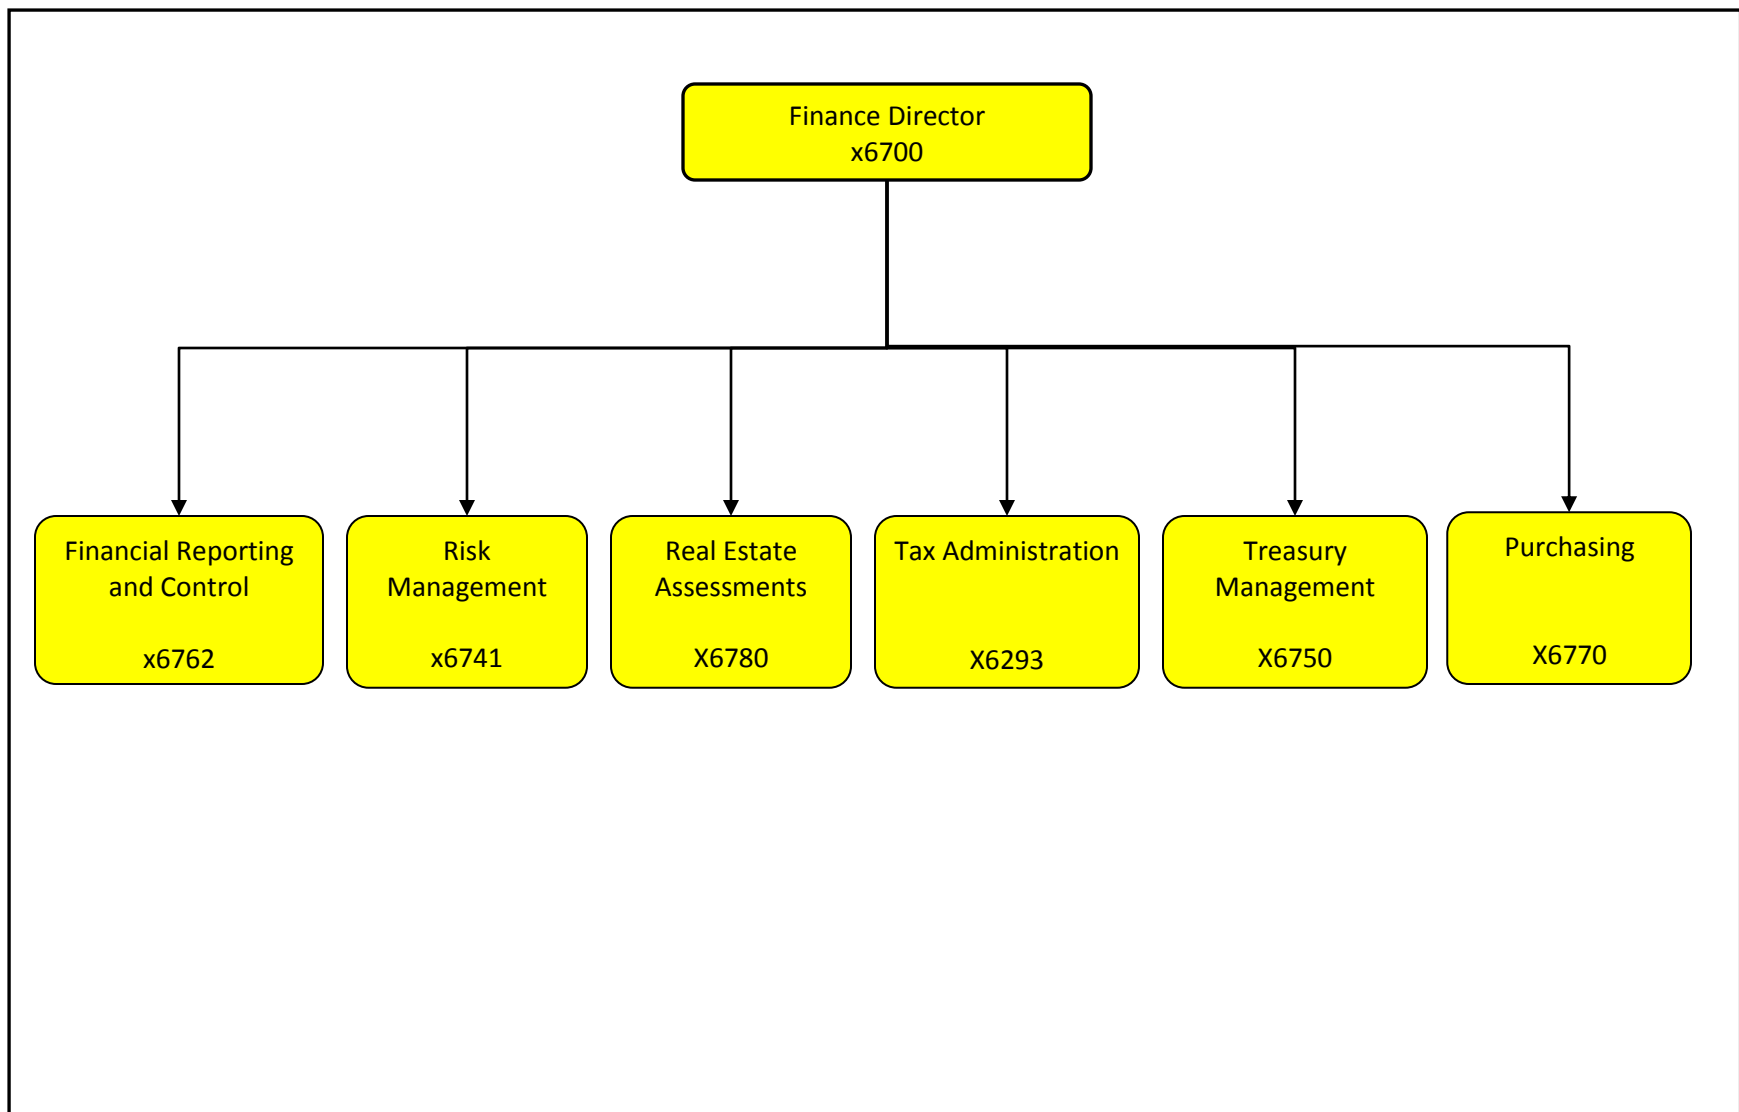 Finance Director
x6700
Financial Reporting
and Control
x6762
Risk
Management
x6741
Real Estate
Assessments
X6780
Tax Administration
X6293
Treasury
Management
X6750
Purchasing
X6770